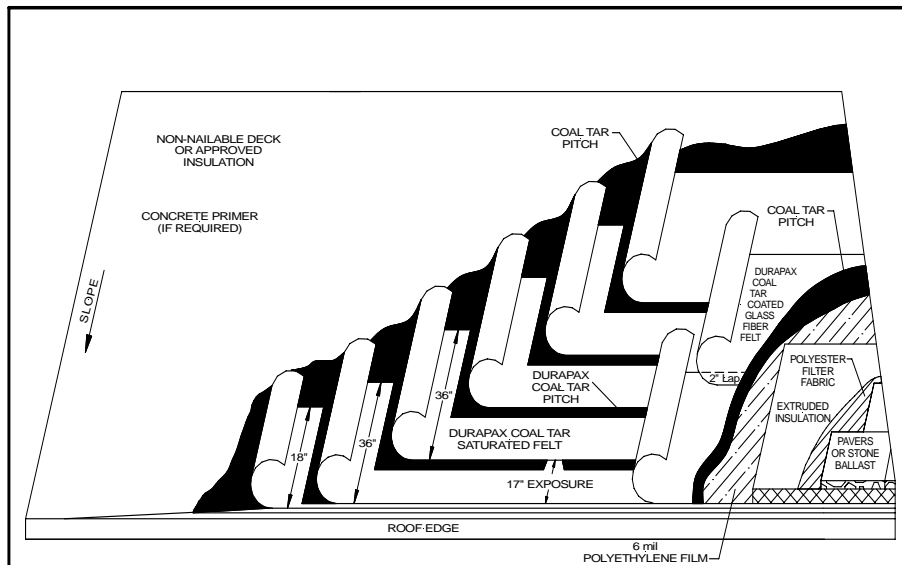 NON-NAILABLE DECK
OR APPROVED
INSULATION
CONCRETE PRIMER
(IF REQUIRED)
SLOPE
COAL TAR
PITCH
COAL TAR
PITCH
DURAPAX
COAL
TAR
COATED
GLASS
FIBER
FELT
2" Lap
POLYESTER
FILTER
FABRIC
EXTRUDED
INSULATION
PAVERS
OR STONE
BALLAST
DURAPAX
COAL TAR
PITCH
DURAPAX COAL TAR
SATURATED FELT
18"
36"
36"
17" EXPOSURE
ROOF EDGE
6 mil
POLYETHYLENE FILM